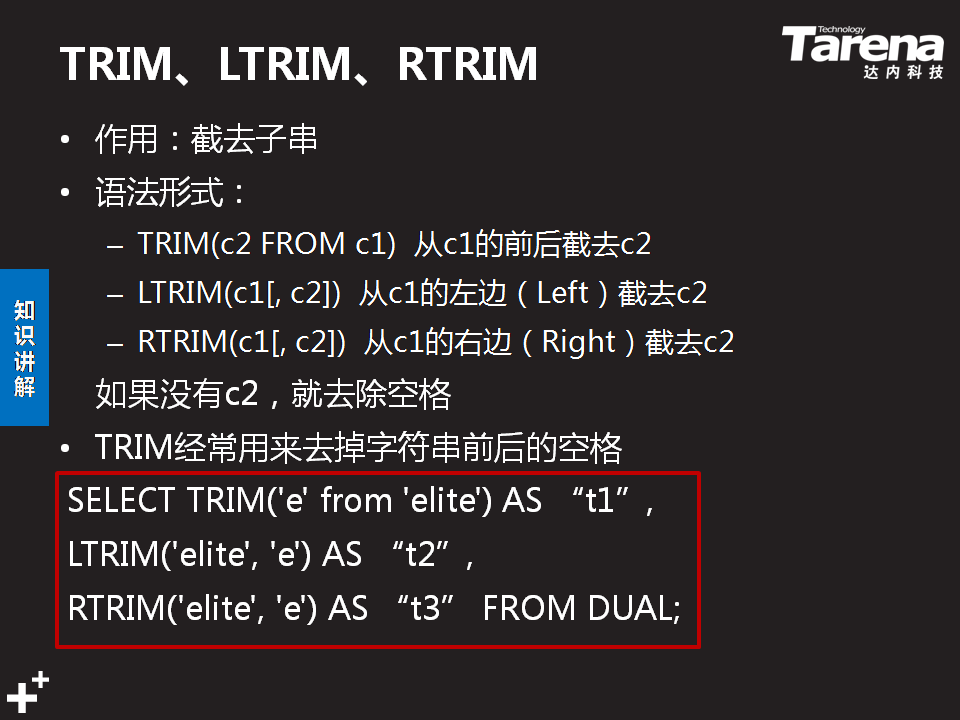 TRIM、LTRIM、RTRIM
Technology
Tarena
达内科技
• 作用：截去子串
• 语法形式：
– TRIM(c2 FROM c1) 从c1的前后截去c2
– LTRIM(c1[, c2]) 从c1的左边（Left）截去c2
– RTRIM(c1[, c2]) 从c1的右边（Right）截去c2
如果没有c2，就去除空格
• TRIM经常用来去掉字符串前后的空格
知识讲解
SELECT TRIM('e' from 'elite') AS “t1”,
LTRIM('elite', 'e') AS “t2”,
RTRIM('elite', 'e') AS “t3” FROM DUAL;